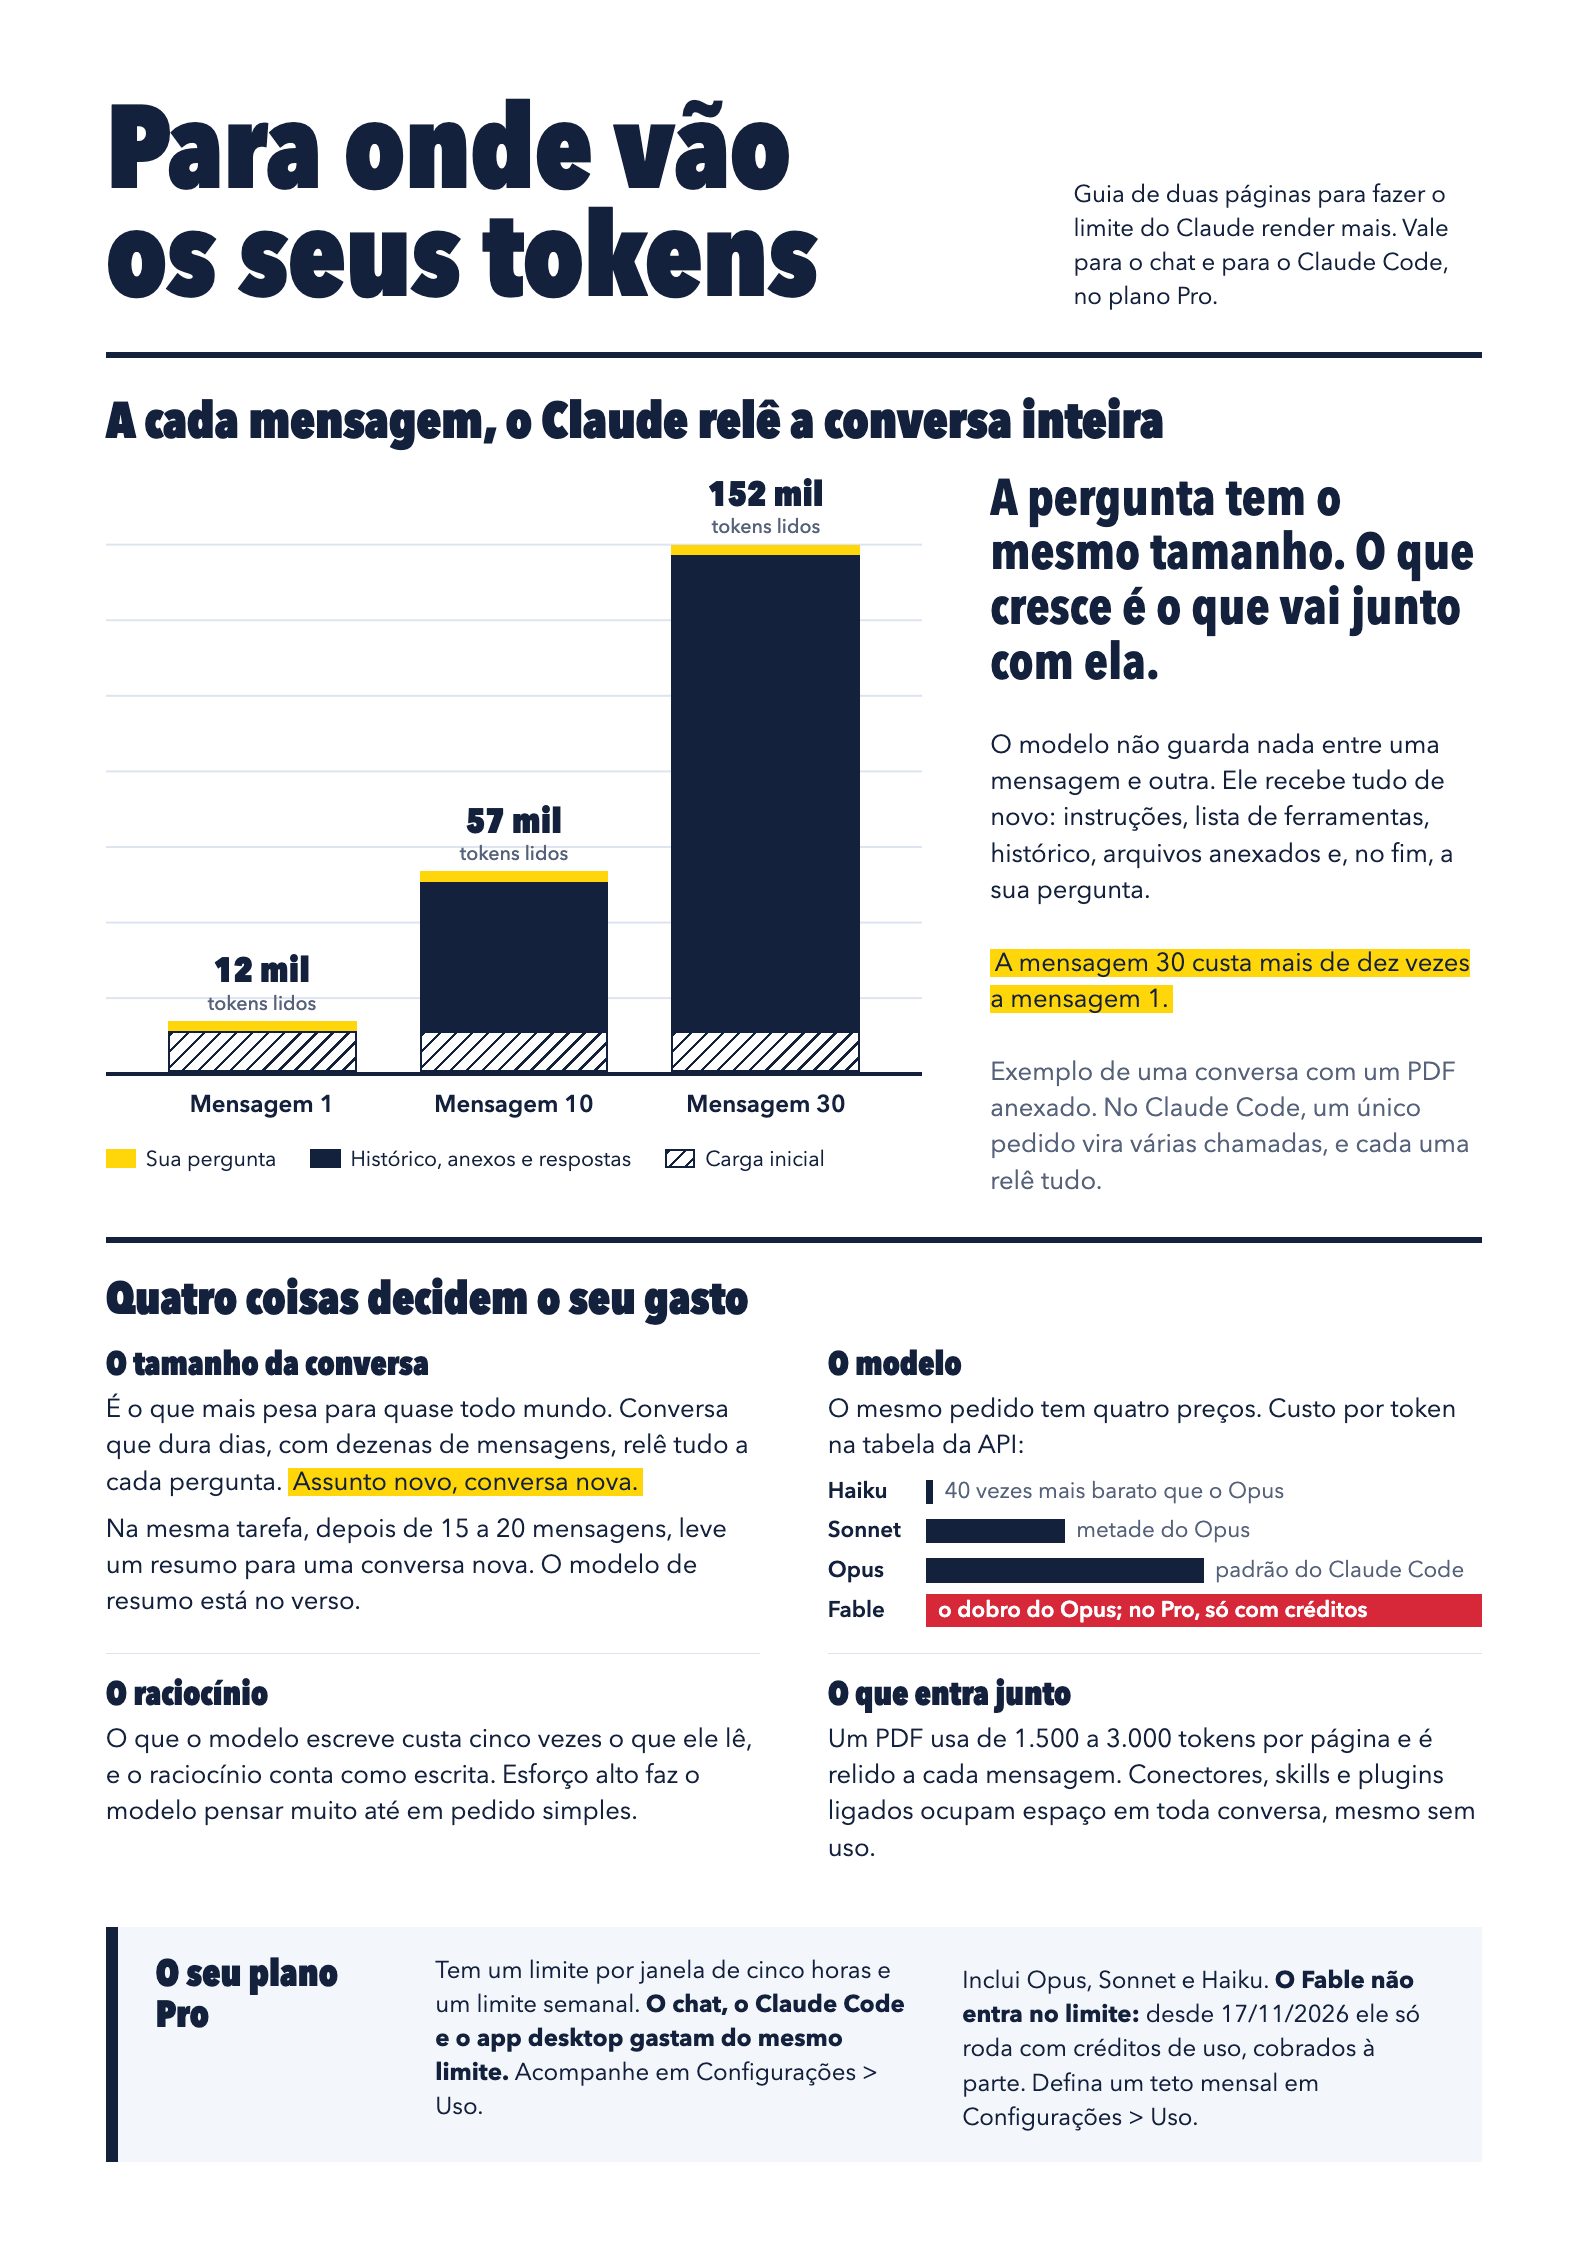 Para onde vão
os seus tokens
Guia de duas páginas para fazer o
limite do Claude render mais. Vale
para o chat e para o Claude Code,
no plano Pro.
A cada mensagem, o Claude relê a conversa inteira
152 mil
tokens lidos
57 mil
tokens lidos
12 mil
tokens lidos
Mensagem 1
Mensagem 10
Mensagem 30
Sua pergunta
Histórico, anexos e respostas
Carga inicial
A pergunta tem o
mesmo tamanho. O que
cresce é o que vai junto
com ela.
O modelo não guarda nada entre uma
mensagem e outra. Ele recebe tudo de
novo: instruções, lista de ferramentas,
histórico, arquivos anexados e, no fim, a
sua pergunta.
A mensagem 30 custa mais de dez vezes
a mensagem 1.
Exemplo de uma conversa com um PDF
anexado. No Claude Code, um único
pedido vira várias chamadas, e cada uma
relê tudo.
Quatro coisas decidem o seu gasto
O tamanho da conversa
É o que mais pesa para quase todo mundo. Conversa
que dura dias, com dezenas de mensagens, relê tudo a
cada pergunta. Assunto novo, conversa nova.
Na mesma tarefa, depois de 15 a 20 mensagens, leve
um resumo para uma conversa nova. O modelo de
resumo está no verso.
O modelo
O mesmo pedido tem quatro preços. Custo por token
na tabela da API:
Haiku 40 vezes mais barato que o Opus
Sonnet metade do Opus
Opus padrão do Claude Code
Fable o dobro do Opus; no Pro, só com créditos
O raciocínio
O que o modelo escreve custa cinco vezes o que ele lê,
e o raciocínio conta como escrita. Esforço alto faz o
modelo pensar muito até em pedido simples.
O que entra junto
Um PDF usa de 1.500 a 3.000 tokens por página e é
relido a cada mensagem. Conectores, skills e plugins
ligados ocupam espaço em toda conversa, mesmo sem
uso.
O seu plano
Pro
Tem um limite por janela de cinco horas e
um limite semanal. O chat, o Claude Code
e o app desktop gastam do mesmo
limite. Acompanhe em Configurações >
Uso.
Inclui Opus, Sonnet e Haiku. O Fable não
entra no limite: desde 17/11/2026 ele só
roda com créditos de uso, cobrados à
parte. Defina um teto mensal em
Configurações > Uso.